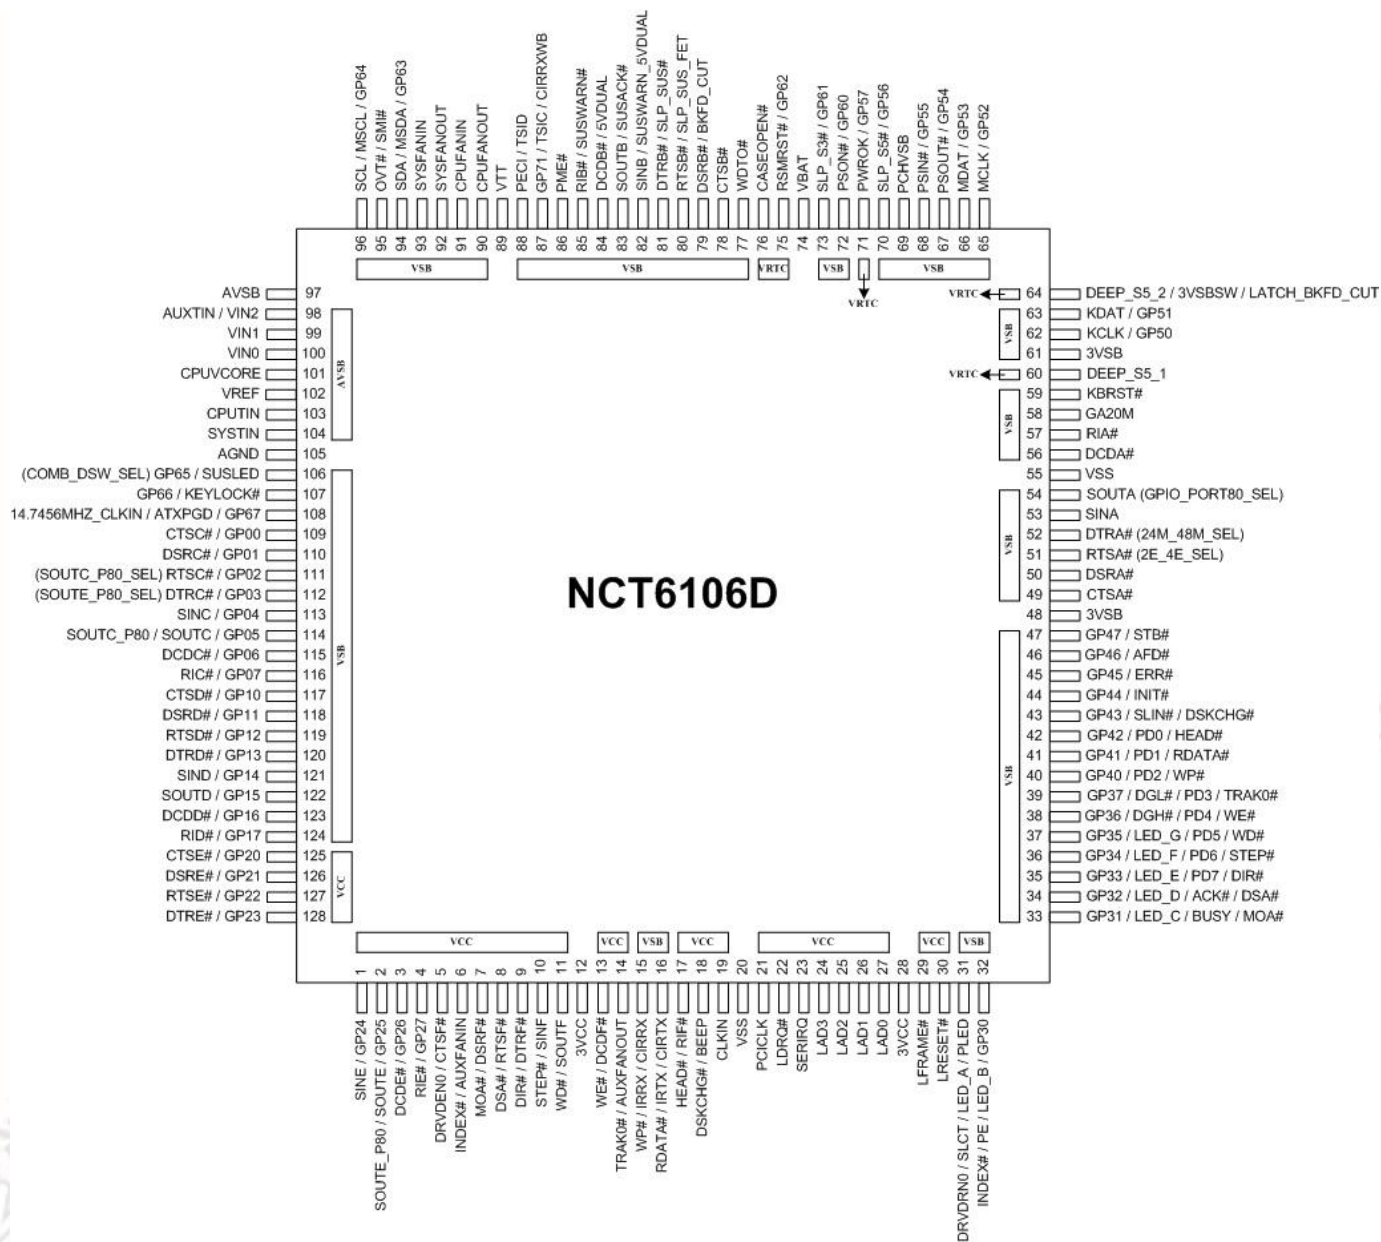 SCL / MSCL / GP64
OVT# / SMI#
SDA / MSDA / GP63
SYSFANIN
SYSFANOUT
CPUFANIN
CPUFANOUT
VTT
PECI / TSID
GP71 / TSIC / CIRRXWB
PME#
RIB# / SUSWARN#
DCDB# / 5VDUAL
SOUTB / SUSACK#
SINB / SUSWARN_5VDUAL
DTRB# / SLP_SUS#
RTSB# / SLP_SUS_FET
DSRB# / BKFD_CUT
CTSB#
WDTO#
CASEOPEN#
RSMRST# / GP62
VBAT
SLP_S3# / GP61
PSON# / GP60
PWROK / GP57
SLP_S5# / GP56
PCHVSB
PSIN# / GP55
PSOUT# / GP54
MDAT / GP53
MCLK / GP52
96 95 94 93 92 91 90 89 88 87 86 85 84 83 82 81 80 79 78 77 76 75 74 73 72 71 70 69 68 67 66 65
VSB VSB VRTC VSB VSB
VRTC
AVSB 97
AUXTIN / VIN2 98
VIN1 99
VIN0 100
CPUVCORE 101
VREF 102
CPUTIN 103
SYSTIN 104
AGND 105
(COMB_DSW_SEL) GP65 / SUSLED 106
GP66 / KEYLOCK# 107
14.7456MHZ_CLKIN / ATXPGD / GP67 108
CTSC# / GP00 109
DSRC# / GP01 110
(SOUTC_P80_SEL) RTSC# / GP02 111
(SOUTE_P80_SEL) DTRC# / GP03 112
SINC / GP04 113
SOUTC_P80 / SOUTC / GP05 114
DCDC# / GP06 115
RIC# / GP07 116
CTSD# / GP10 117
DSRD# / GP11 118
RTSD# / GP12 119
DTRD# / GP13 120
SIND / GP14 121
SOUTD / GP15 122
DCDD# / GP16 123
RID# / GP17 124
CTSE# / GP20 125
DSRE# / GP21 126
RTSE# / GP22 127
DTRE# / GP23 128
AVSB
VSB
VCC
NCT6106D
VRTC 64 DEEP_S5_2 / 3VSBSW / LATCH_BKFD_CUT
63 KDAT / GP51
62 KCLK / GP50
61 3VSB
VRTC 60 DEEP_S5_1
59 KBRST#
58 GA20M
57 RIA#
56 DCDA#
55 VSS
54 SOUTA (GPIO_PORT80_SEL)
53 SINA
52 DTRA# (24M_48M_SEL)
51 RTSA# (2E_4E_SEL)
50 DSRA#
49 CTSA#
48 3VSB
47 GP47 / STB#
46 GP46 / AFD#
45 GP45 / ERR#
44 GP44 / INIT#
43 GP43 / SLIN# / DSKCHG#
42 GP42 / PD0 / HEAD#
41 GP41 / PD1 / RDATA#
40 GP40 / PD2 / WP#
39 GP37 / DGL# / PD3 / TRAK0#
38 GP36 / DGH# / PD4 / WE#
37 GP35 / LED_G / PD5 / WD#
36 GP34 / LED_F / PD6 / STEP#
35 GP33 / LED_E / PD7 / DIR#
34 GP32 / LED_D / ACK# / DSA#
33 GP31 / LED_C / BUSY / MOA#
VSB
VSB
VSB
VSB
VCC VCC VSB VCC VCC VCC VSB
1 2 3 4 5 6 7 8 9 10 11 12 13 14 15 16 17 18 19 20 21 22 23 24 25 26 27 28 29 30 31 32
SINE / GP24
SOUTE_P80 / SOUTE / GP25
DCDE# / GP26
RIE# / GP27
DRVDEN0 / CTSF#
INDEX# / AUXFANIN
MOA# / DSRF#
DSA# / RTSF#
DIR# / DTRF#
STEP# / SINF
WD# / SOUTF
3VCC
WE# / DCDF#
TRAK0# / AUXFANOUT
WP# / IRRX / CIRRX
RDATA# / IRTX / CIRTX
HEAD# / RIF#
DSKCHG# / BEEP
CLKIN
VSS
PCICLK
LDRQ#
SERIRQ
LAD3
LAD2
LAD1
LAD0
3VCC
LFRAME#
LRESET#
DRVDRN0 / SLCT / LED_A / PLED
INDEX# / PE / LED_B / GP30